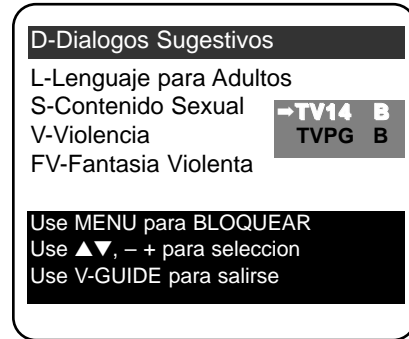 D-Dialogos Sugestivos
L-Lenguaje para Adultos
S-Contenido Sexual
V-Violencia
FV-Fantasia Violenta
➡TV14 B
TVPG B
Use MENU para BLOQUEAR
Use ▲▼, – + para seleccion
Use V-GUIDE para salirse